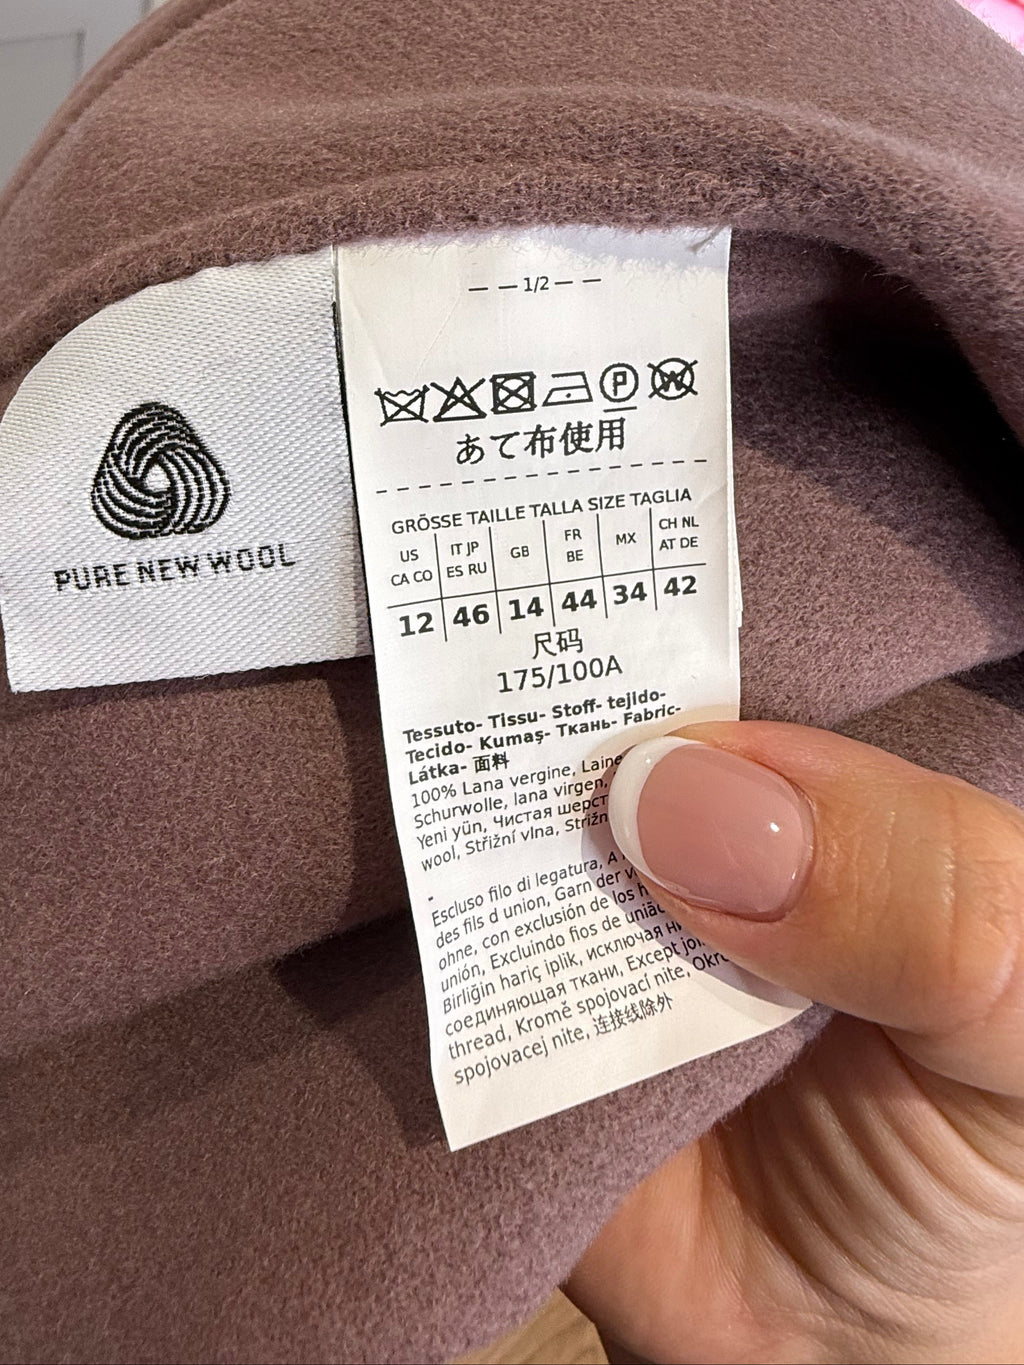 PURE NEW WOOL
— — 1/2 — —
P W
あて布使用
GRÖSSE TAILLE TALLA SIZE TAGLIA
US CA CO
IT JP ES RU
GB
FR BE
MX
CH NL AT DE
12 46 14 44 34 42
尺码
175/100A
Tessuto- Tissu- Stoff- tejido-
Tecido- Kumaş- Ткань- Fabric-
Látka- 面料
100% Lana vergine, Laine
Schurwolle, lana virgen,
Yeni yün, Чистая
wool, Střižní vlna,
-
Escluso filo di legatura,
des fils d union, Garn der
ohne, con exclusión de los
unión, Excluindo fios de
Birliğin hariç iplik, исключая
соединяющая ткани, Except
thread, Kromě spojovací nite,
spojovacej nite, 连接线除外